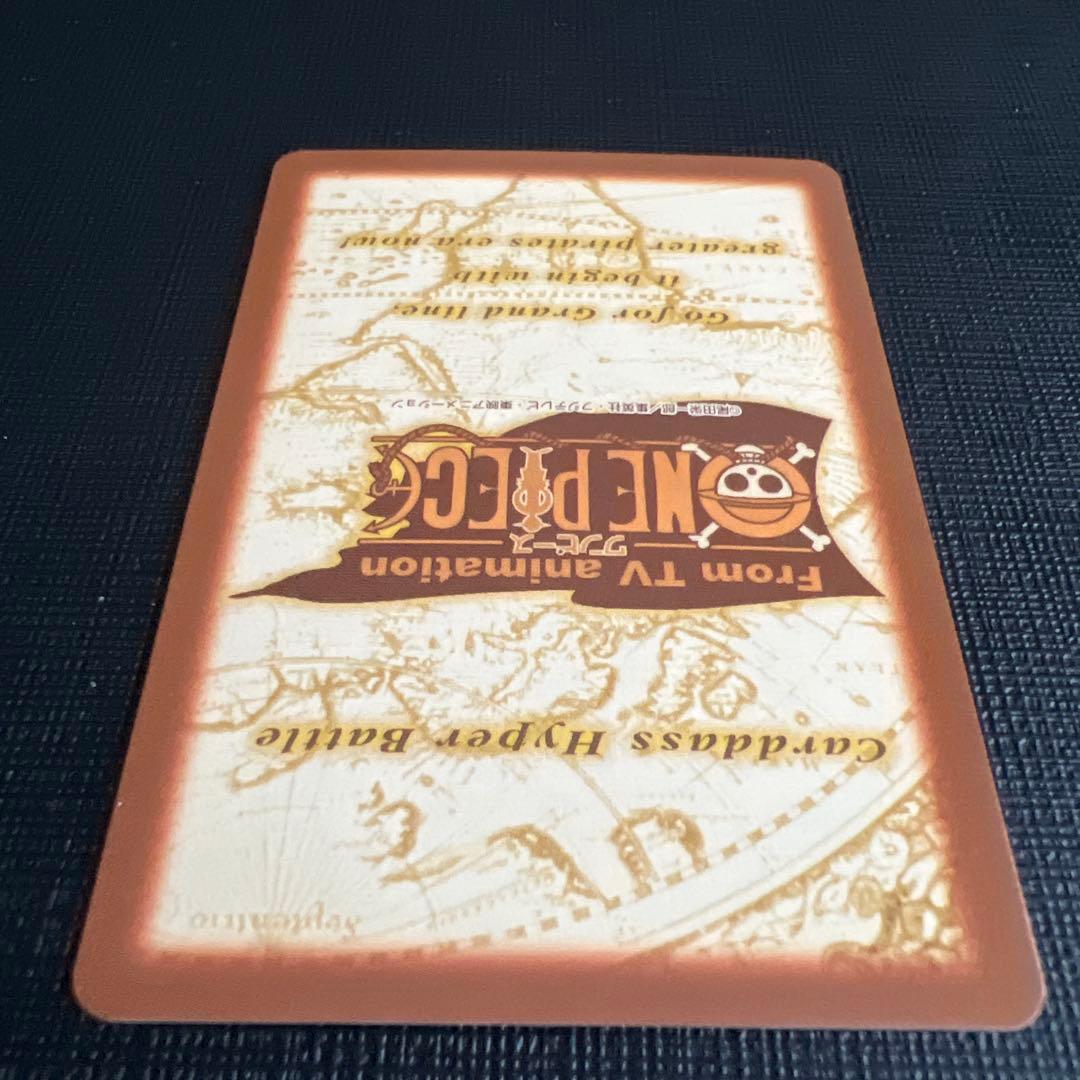 Carddass Hyper Battle
From TV animation
ワンピース
ONE PIECE
©尾田栄一郎／集英社・フジテレビ・東映アニメーション
Go for Grand line.
it begin with
greater pirates era now!
Septentrio